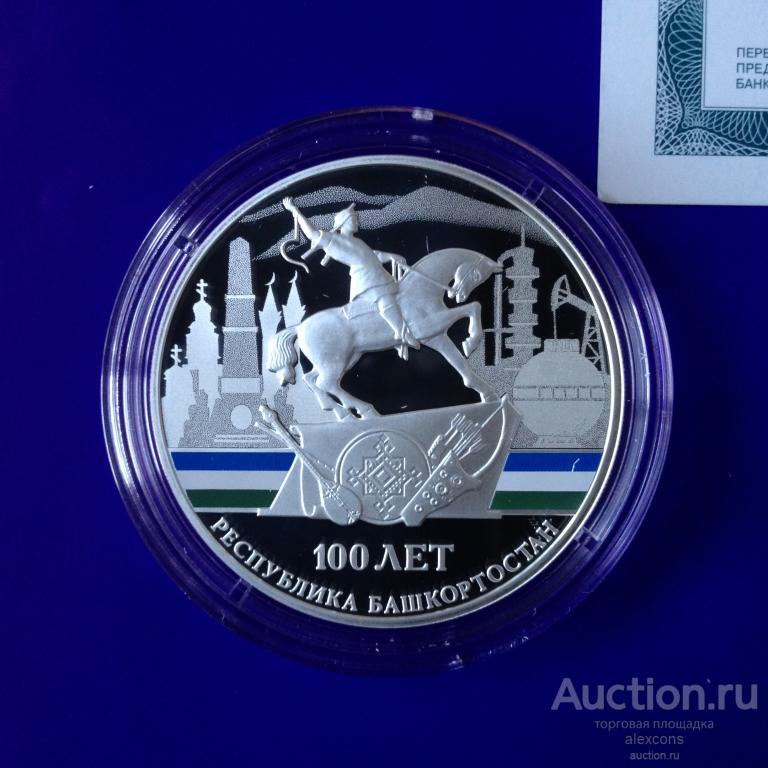 ПЕРЕ
ПРЕД
БАНК
100 ЛЕТ
РЕСПУБЛИКА БАШКОРТОСТАН
Auction.ru
торговая площадка
alexcons
auction.ru